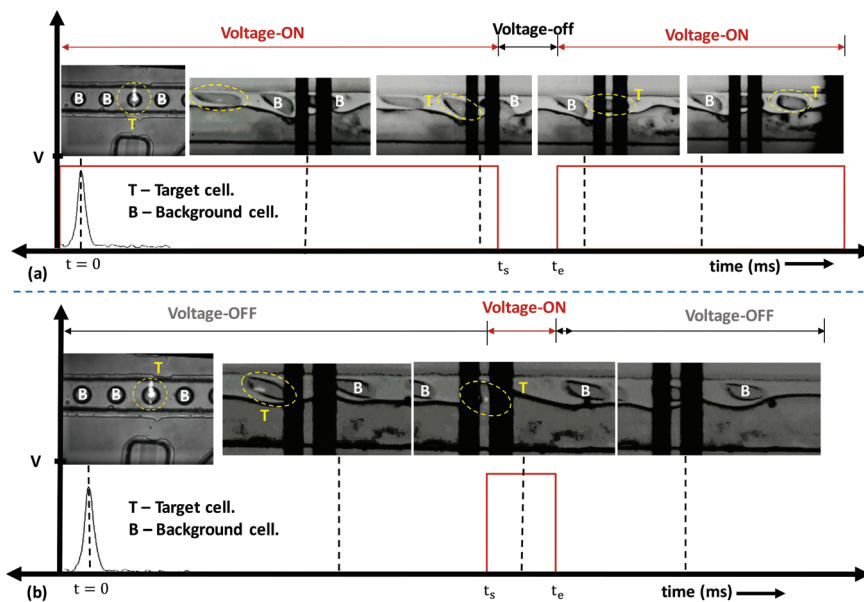 Voltage-ON
Voltage-off
Voltage-ON
B B T B B
B B
T B
B T
B T
V
T – Target cell.
B – Background cell.
t = 0
t_s
t_e
time (ms)
(a)
Voltage-OFF
Voltage-ON
Voltage-OFF
T
B B B B
T B
B T B
B
V
T – Target cell.
B – Background cell.
t = 0
t_s
t_e
time (ms)
(b)